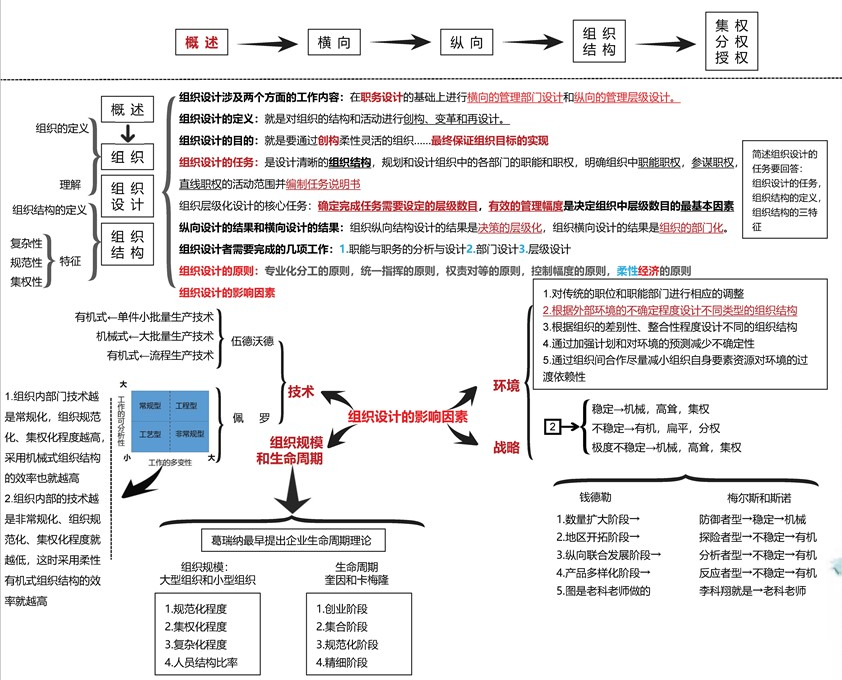 概述
横向
纵向
组织
结构
集权
分权
授权
组织的定义
理解
组织结构的定义
复杂性
规范性
集权性
特征
概述
组织
组织
设计
组织
结构
组织设计涉及两个方面的工作内容：在职务设计的基础上进行横向的管理部门设计和纵向的管理层级设计。
组织设计的定义：就是对组织的结构和活动进行创构、变革和再设计。
组织设计的目的：就是要通过创构柔性灵活的组织……最终保证组织目标的实现
组织设计的任务：是设计清晰的组织结构，规划和设计组织中的各部门的职能和职权，明确组织中职能职权，参谋职权，
直线职权的活动范围并编制任务说明书
组织层级化设计的核心任务：确定完成任务需要设定的层级数目，有效的管理幅度是决定组织中层级数目的最基本因素
纵向设计的结果和横向设计的结果：组织纵向结构设计的结果是决策的层级化，组织横向设计的结果是组织的部门化。
组织设计者需要完成的几项工作：1.职能与职务的分析与设计2.部门设计3.层级设计
组织设计的原则：专业化分工的原则，统一指挥的原则，权责对等的原则，控制幅度的原则，柔性经济的原则
组织设计的影响因素
简述组织设计的
任务要回答：
组织设计的任务，
组织结构的定义，
组织结构的三特
征
有机式←单件小批量生产技术
机械式←大批量生产技术
有机式←流程生产技术
伍德沃德
佩 罗
大
工作的可分析性
小
常规型
工程型
工艺型
非常规型
工作的多变性
大
1.组织内部门技术越
是常规化，组织规范
化、集权化程度越高，
采用机械式组织结构
的效率也就越高
2.组织内部的技术越
是非常规化、组织规
范化、集权化程度就
越低，这时采用柔性
有机式组织结构的效
率就越高
技术
组织设计的影响因素
组织规模
和生命周期
环境
战略
1.对传统的职位和职能部门进行相应的调整
2.根据外部环境的不确定程度设计不同类型的组织结构
3.根据组织的差别性、整合性程度设计不同的组织结构
4.通过加强计划和对环境的预测减少不确定性
5.通过组织间合作尽量减小组织自身要素资源对环境的过
渡依赖性
2
稳定→机械，高耸，集权
不稳定→有机，扁平，分权
极度不稳定→机械，高耸，集权
葛瑞纳最早提出企业生命周期理论
组织规模：
大型组织和小型组织
1.规范化程度
2.集权化程度
3.复杂化程度
4.人员结构比率
生命周期
奎因和卡梅隆
1.创业阶段
2.集合阶段
3.规范化阶段
4.精细阶段
钱德勒
1.数量扩大阶段→
2.地区开拓阶段→
3.纵向联合发展阶段→
4.产品多样化阶段→
5.图是老科老师做的
梅尔斯和斯诺
防御者型→稳定→机械
探险者型→不稳定→有机
分析者型→不稳定→有机
反应者型→不稳定→有机
李科翔就是→老科老师